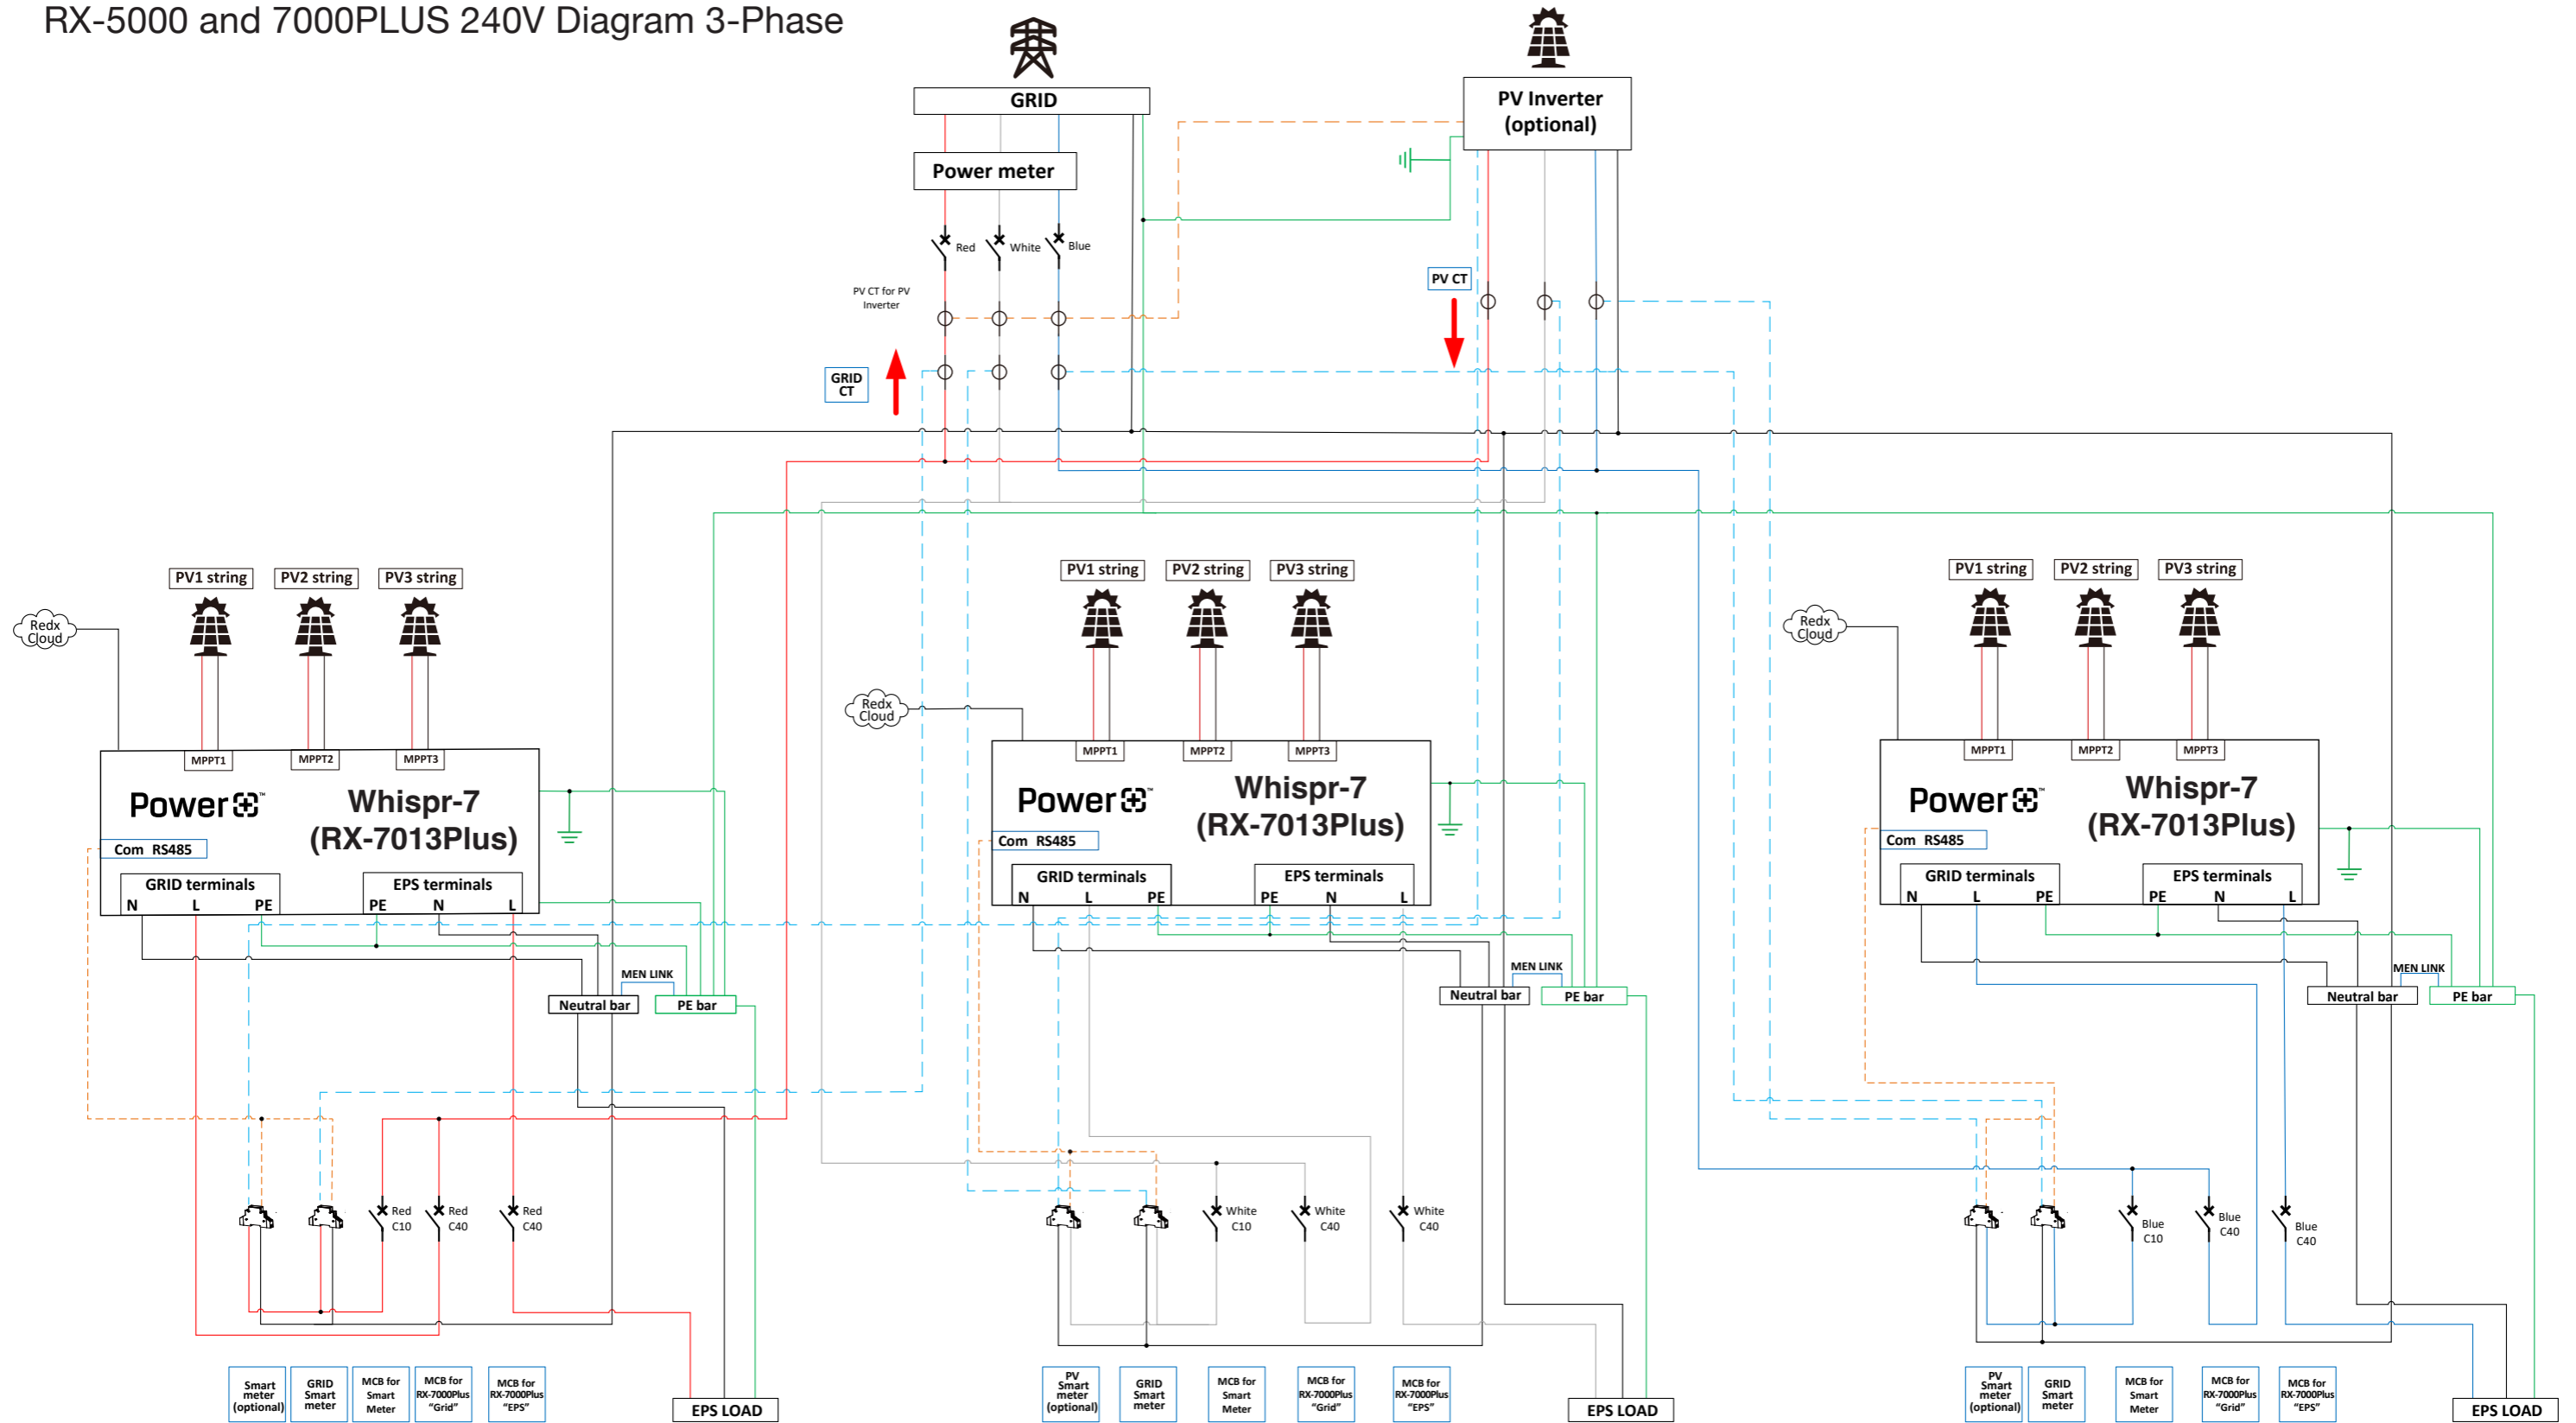 RX-5000 and 7000PLUS 240V Diagram 3-Phase
GRID
PV Inverter
(optional)
Power meter
Red
White
Blue
PV CT for PV
Inverter
PV CT
GRID
CT
PV1 string
PV2 string
PV3 string
Redx
Cloud
MPPT1
MPPT2
MPPT3
Power™
Whispr-7
(RX-7013Plus)
Com RS485
GRID terminals
EPS terminals
N
L
PE
PE
N
L
MEN LINK
Neutral bar
PE bar
Red
C10
Red
C40
Red
C40
Smart
meter
(optional)
GRID
Smart
meter
MCB for
Smart
Meter
MCB for
RX-7000Plus
“Grid”
MCB for
RX-7000Plus
“EPS”
EPS LOAD
PV1 string
PV2 string
PV3 string
Redx
Cloud
MPPT1
MPPT2
MPPT3
Power™
Whispr-7
(RX-7013Plus)
Com RS485
GRID terminals
EPS terminals
N
L
PE
PE
N
L
MEN LINK
Neutral bar
PE bar
White
C10
White
C40
White
C40
PV
Smart
meter
(optional)
GRID
Smart
meter
MCB for
Smart
Meter
MCB for
RX-7000Plus
“Grid”
MCB for
RX-7000Plus
“EPS”
EPS LOAD
PV1 string
PV2 string
PV3 string
Redx
Cloud
MPPT1
MPPT2
MPPT3
Power™
Whispr-7
(RX-7013Plus)
Com RS485
GRID terminals
EPS terminals
N
L
PE
PE
N
L
MEN LINK
Neutral bar
PE bar
Blue
C10
Blue
C40
Blue
C40
PV
Smart
meter
(optional)
GRID
Smart
meter
MCB for
Smart
Meter
MCB for
RX-7000Plus
“Grid”
MCB for
RX-7000Plus
“EPS”
EPS LOAD